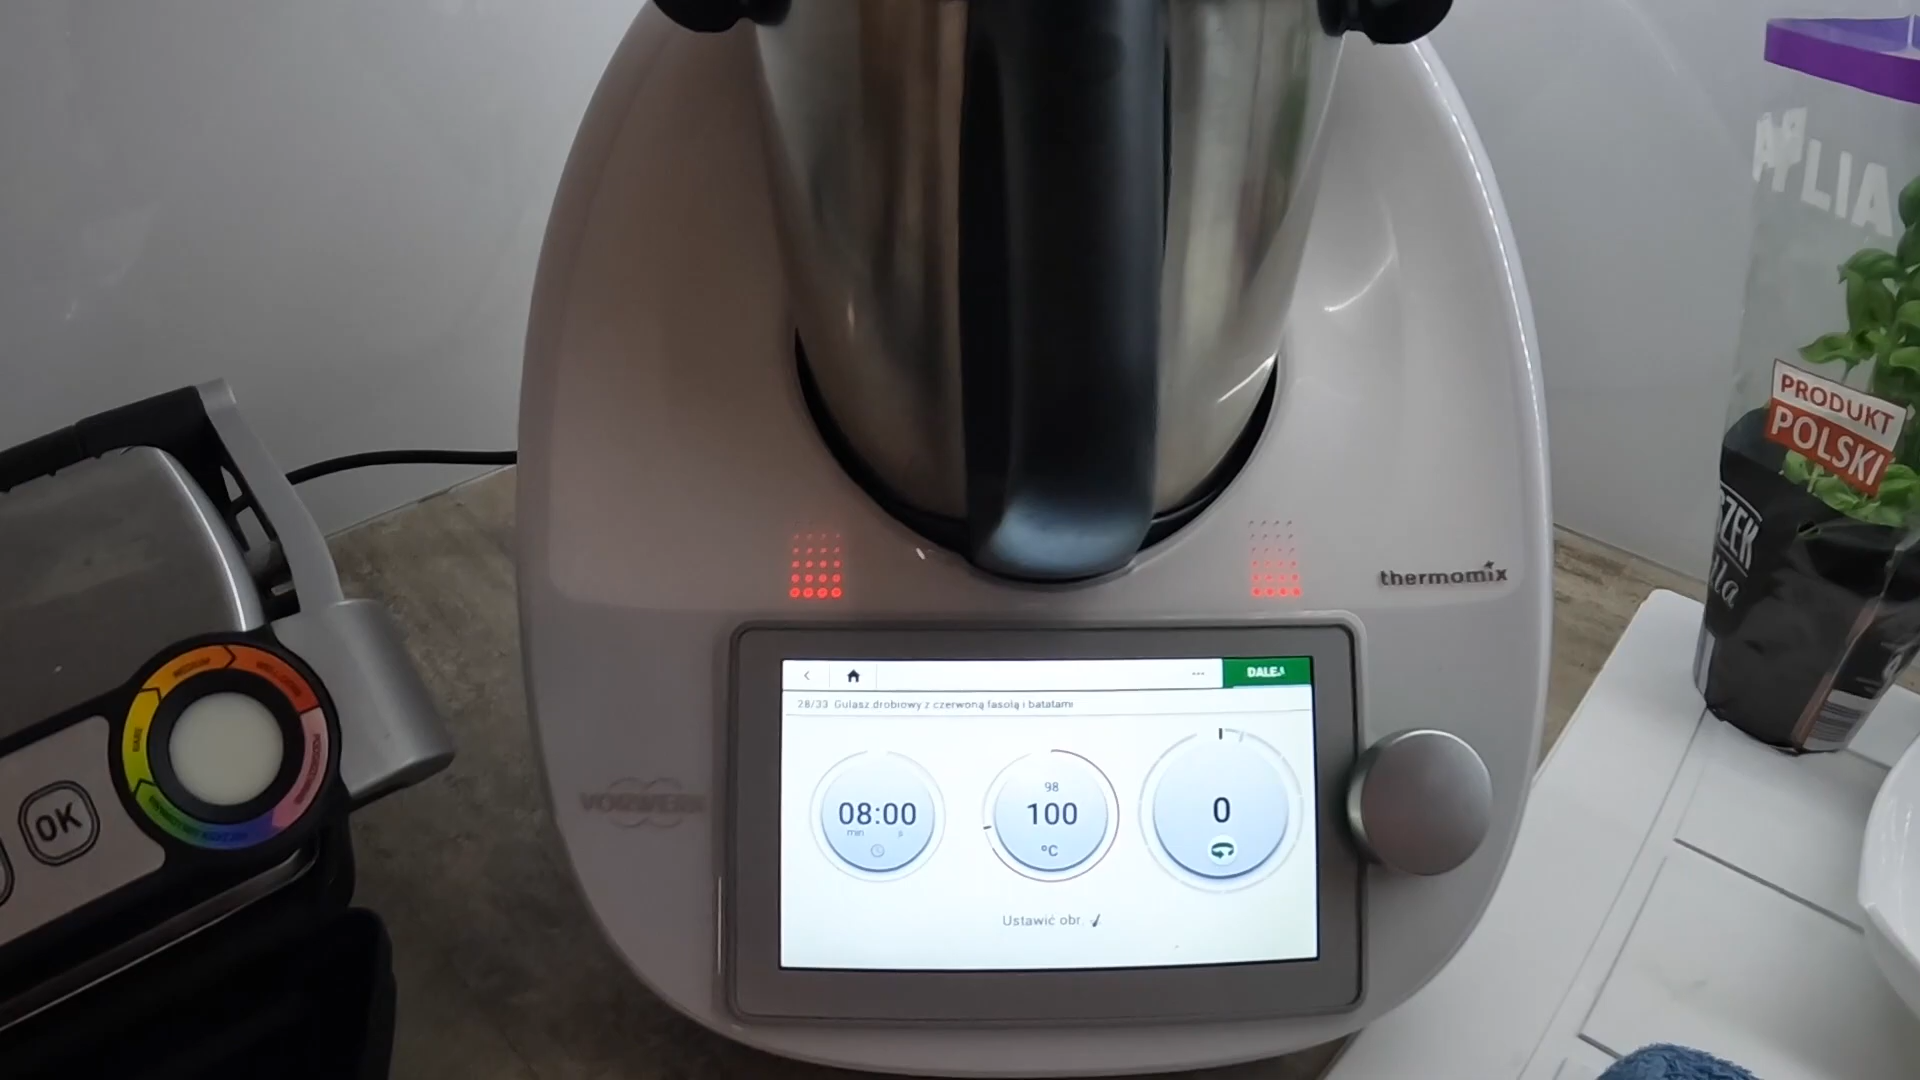 thermomix
VORWERK
DALEJ
28/33 Gulasz drobiowy z czerwoną fasolą i batatami
08:00
min s
98
100
°C
0
Ustawić obr.
OK
PRODUKT
POLSKI